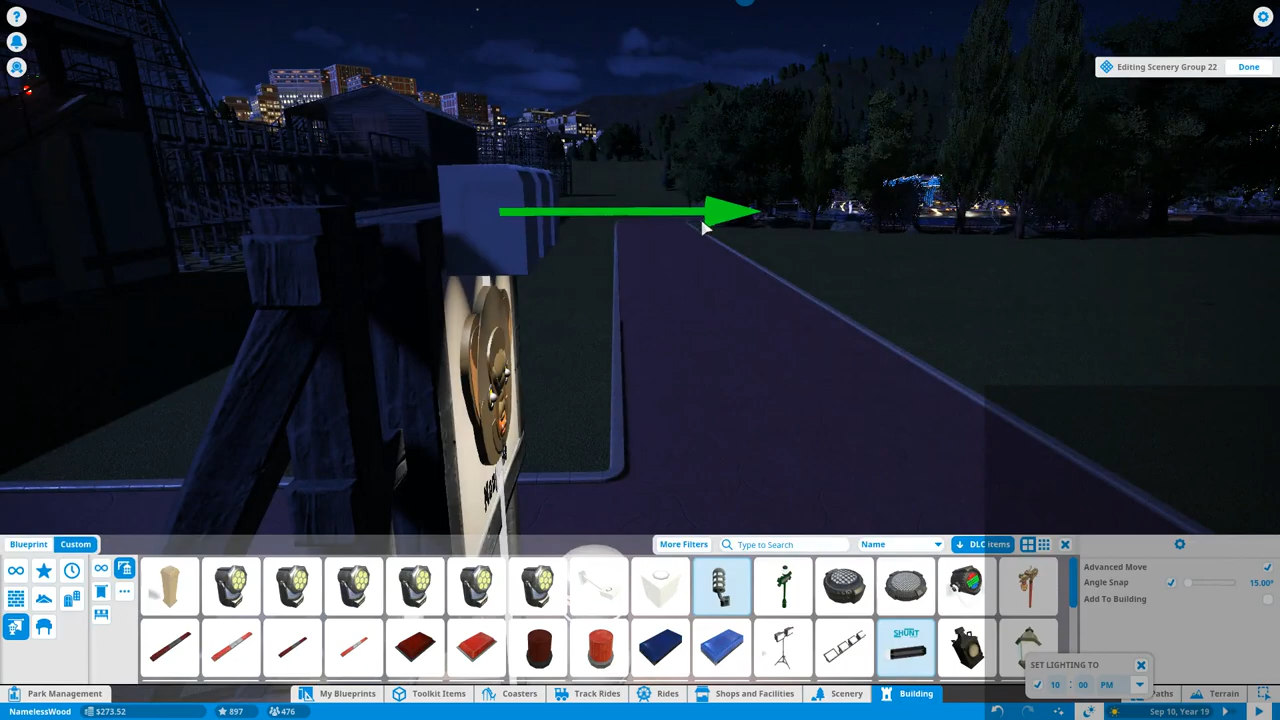 Editing Scenery Group 22
Done
Blueprint
Custom
More Filters
Type to Search
Name
DLC items
Advanced Move
Angle Snap
15.00°
Add To Building
SHUNT
SET LIGHTING TO
10 : 00 PM
Park Management
My Blueprints
Toolkit Items
Coasters
Track Rides
Rides
Shops and Facilities
Scenery
Building
Paths
Terrain
NamelessWood
$273.52
897
476
Sep 10, Year 19